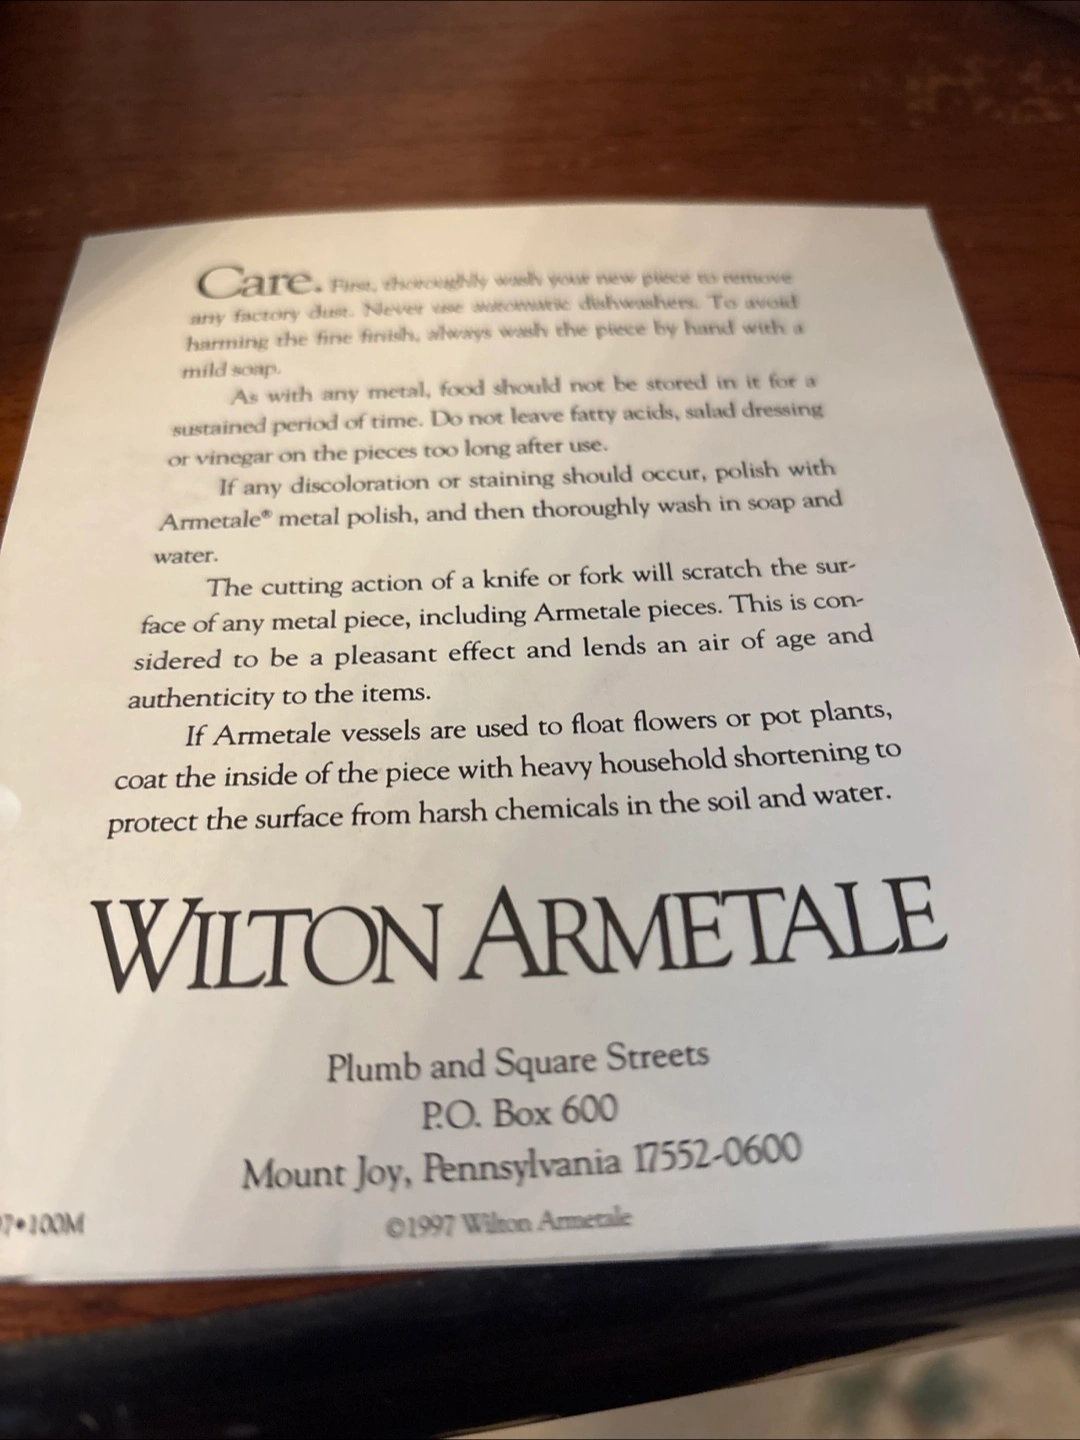 Care. First, thoroughly wash your new piece to remove
any factory dust. Never use automatic dishwashers. To avoid
harming the fine finish, always wash the piece by hand with a
mild soap.
As with any metal, food should not be stored in it for a
sustained period of time. Do not leave fatty acids, salad dressing
or vinegar on the pieces too long after use.
If any discoloration or staining should occur, polish with
Armetale® metal polish, and then thoroughly wash in soap and
water.
The cutting action of a knife or fork will scratch the sur-
face of any metal piece, including Armetale pieces. This is con-
sidered to be a pleasant effect and lends an air of age and
authenticity to the items.
If Armetale vessels are used to float flowers or pot plants,
coat the inside of the piece with heavy household shortening to
protect the surface from harsh chemicals in the soil and water.
WILTON ARMETALE
Plumb and Square Streets
P.O. Box 600
Mount Joy, Pennsylvania 17552-0600
7•100M
©1997 Wilton Armetale